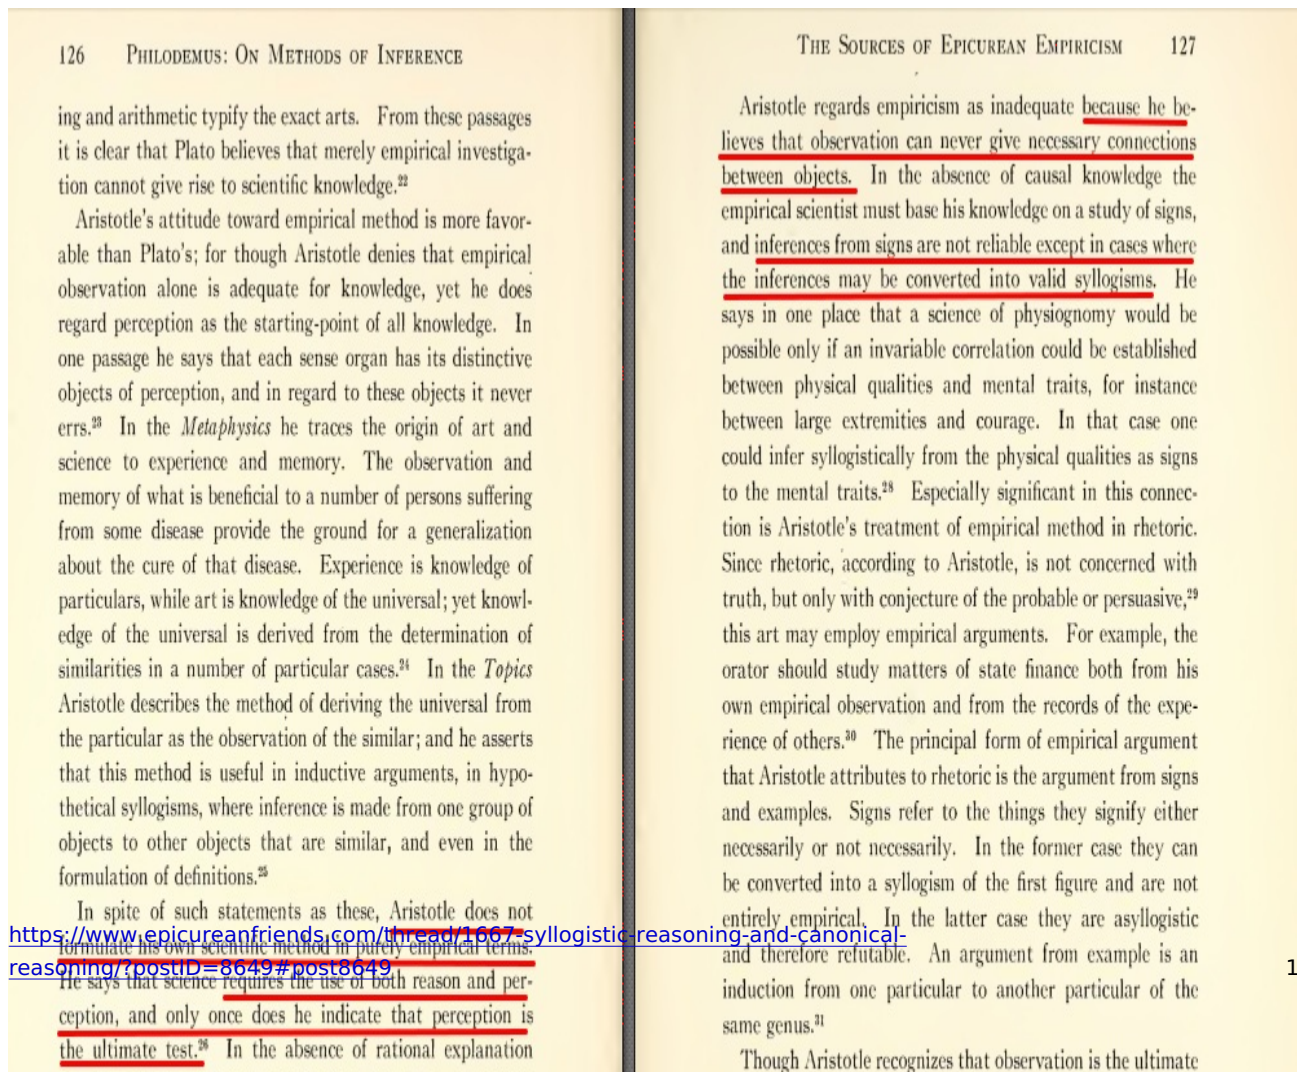 126 PHILODEMUS: ON METHODS OF INFERENCE
ing and arithmetic typify the exact arts. From these passages
it is clear that Plato believes that merely empirical investiga-
tion cannot give rise to scientific knowledge.²²
Aristotle's attitude toward empirical method is more favor-
able than Plato's; for though Aristotle denies that empirical
observation alone is adequate for knowledge, yet he does
regard perception as the starting-point of all knowledge. In
one passage he says that each sense organ has its distinctive
objects of perception, and in regard to these objects it never
errs.²³ In the Metaphysics he traces the origin of art and
science to experience and memory. The observation and
memory of what is beneficial to a number of persons suffering
from some disease provide the ground for a generalization
about the cure of that disease. Experience is knowledge of
particulars, while art is knowledge of the universal; yet knowl-
edge of the universal is derived from the determination of
similarities in a number of particular cases.²⁴ In the Topics
Aristotle describes the method of deriving the universal from
the particular as the observation of the similar; and he asserts
that this method is useful in inductive arguments, in hypo-
thetical syllogisms, where inference is made from one group of
objects to other objects that are similar, and even in the
formulation of definitions.²⁵
In spite of such statements as these, Aristotle does not
formulate his own scientific method in purely empirical terms.
He says that science requires the use of both reason and per-
ception, and only once does he indicate that perception is
the ultimate test.²⁶ In the absence of rational explanation
THE SOURCES OF EPICUREAN EMPIRICISM 127
Aristotle regards empiricism as inadequate because he be-
lieves that observation can never give necessary connections
between objects. In the absence of causal knowledge the
empirical scientist must base his knowledge on a study of signs,
and inferences from signs are not reliable except in cases where
the inferences may be converted into valid syllogisms. He
says in one place that a science of physiognomy would be
possible only if an invariable correlation could be established
between physical qualities and mental traits, for instance
between large extremities and courage. In that case one
could infer syllogistically from the physical qualities as signs
to the mental traits.²⁸ Especially significant in this connec-
tion is Aristotle's treatment of empirical method in rhetoric.
Since rhetoric, according to Aristotle, is not concerned with
truth, but only with conjecture of the probable or persuasive,²⁹
this art may employ empirical arguments. For example, the
orator should study matters of state finance both from his
own empirical observation and from the records of the expe-
rience of others.³⁰ The principal form of empirical argument
that Aristotle attributes to rhetoric is the argument from signs
and examples. Signs refer to the things they signify either
necessarily or not necessarily. In the former case they can
be converted into a syllogism of the first figure and are not
entirely empirical. In the latter case they are asyllogistic
and therefore refutable. An argument from example is an
induction from one particular to another particular of the
same genus.³¹
Though Aristotle recognizes that observation is the ultimate
https://www.epicureanfriends.com/thread/1667-syllogistic-reasoning-and-canonical-
reasoning/?postID=8649#post8649
1